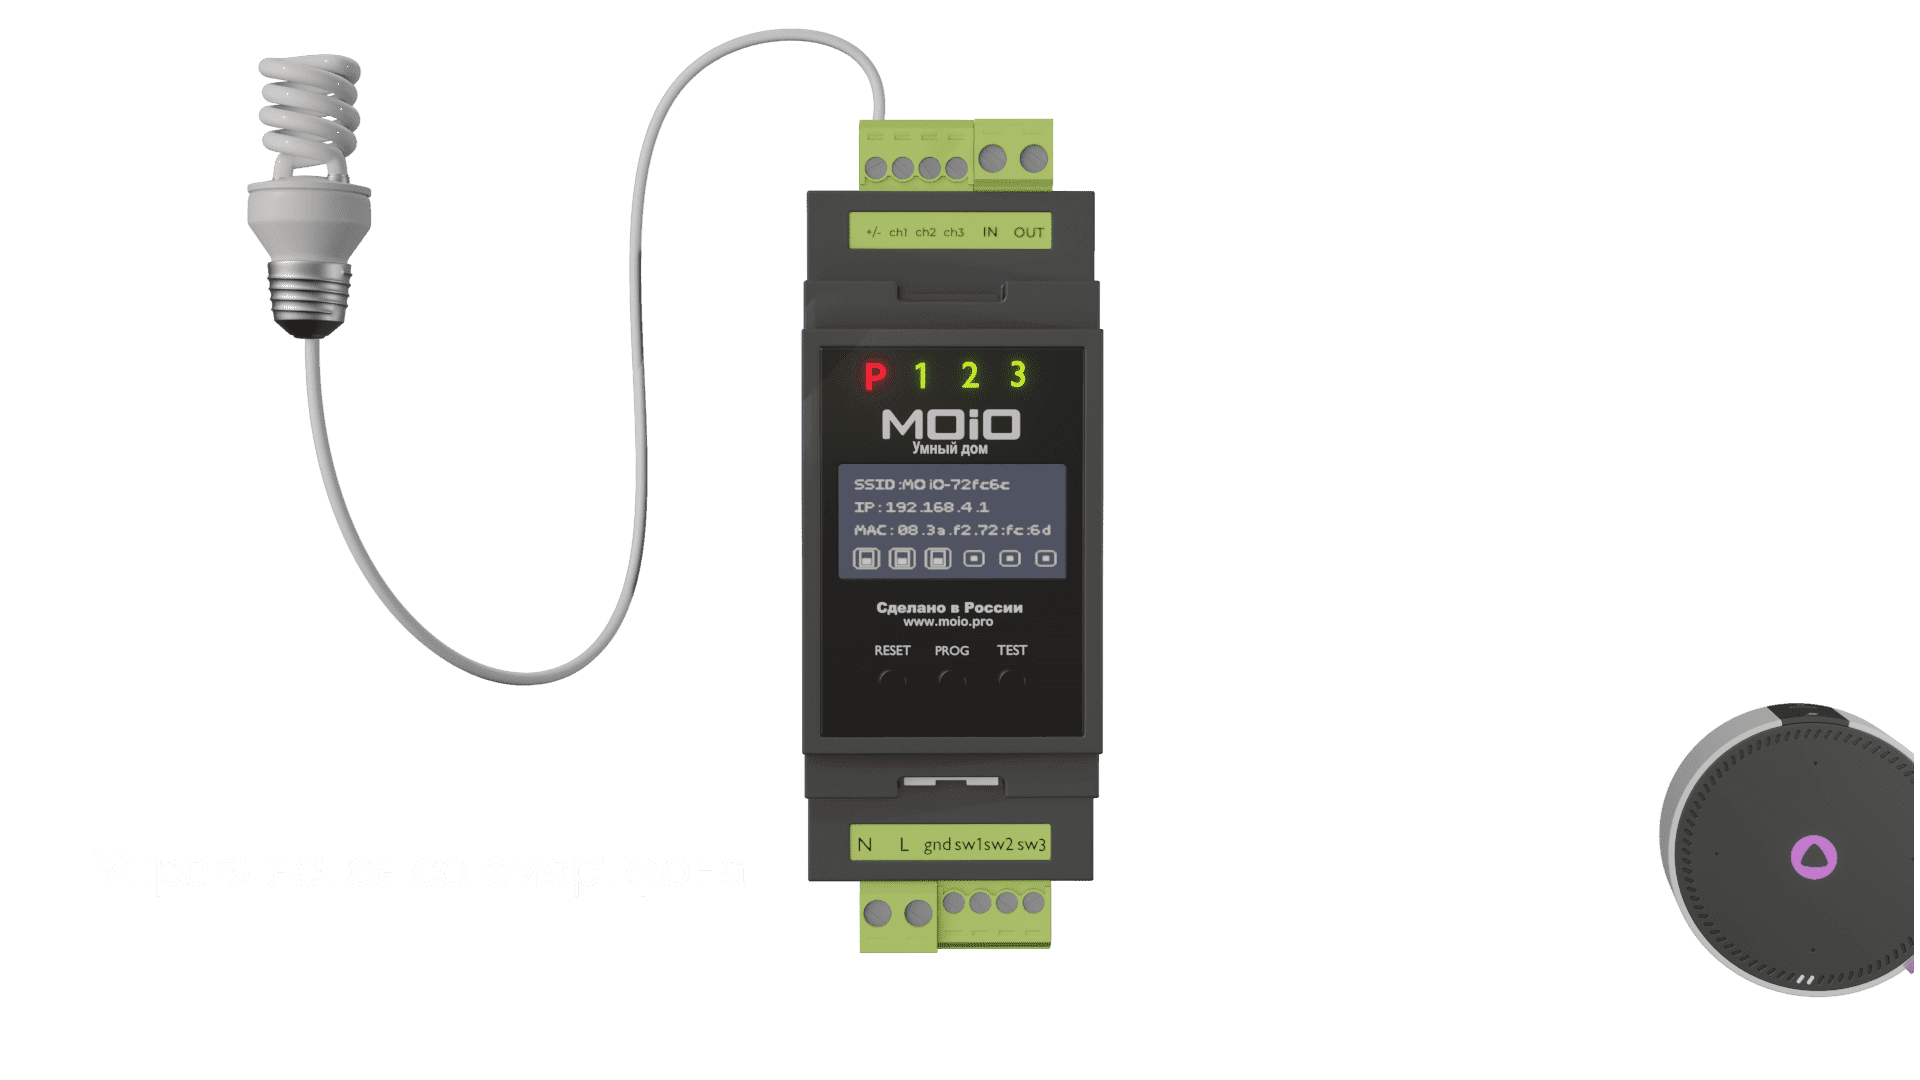 +/- ch1 ch2 ch3 IN OUT
P 1 2 3
MOiO
Умный дом
SSID:MOiO-72fc6c
IP:192.168.4.1
MAC:08.3a.f2.72:fc:6d
Сделано в России
www.moio.pro
RESET PROG TEST
N L gnd sw1 sw2 sw3